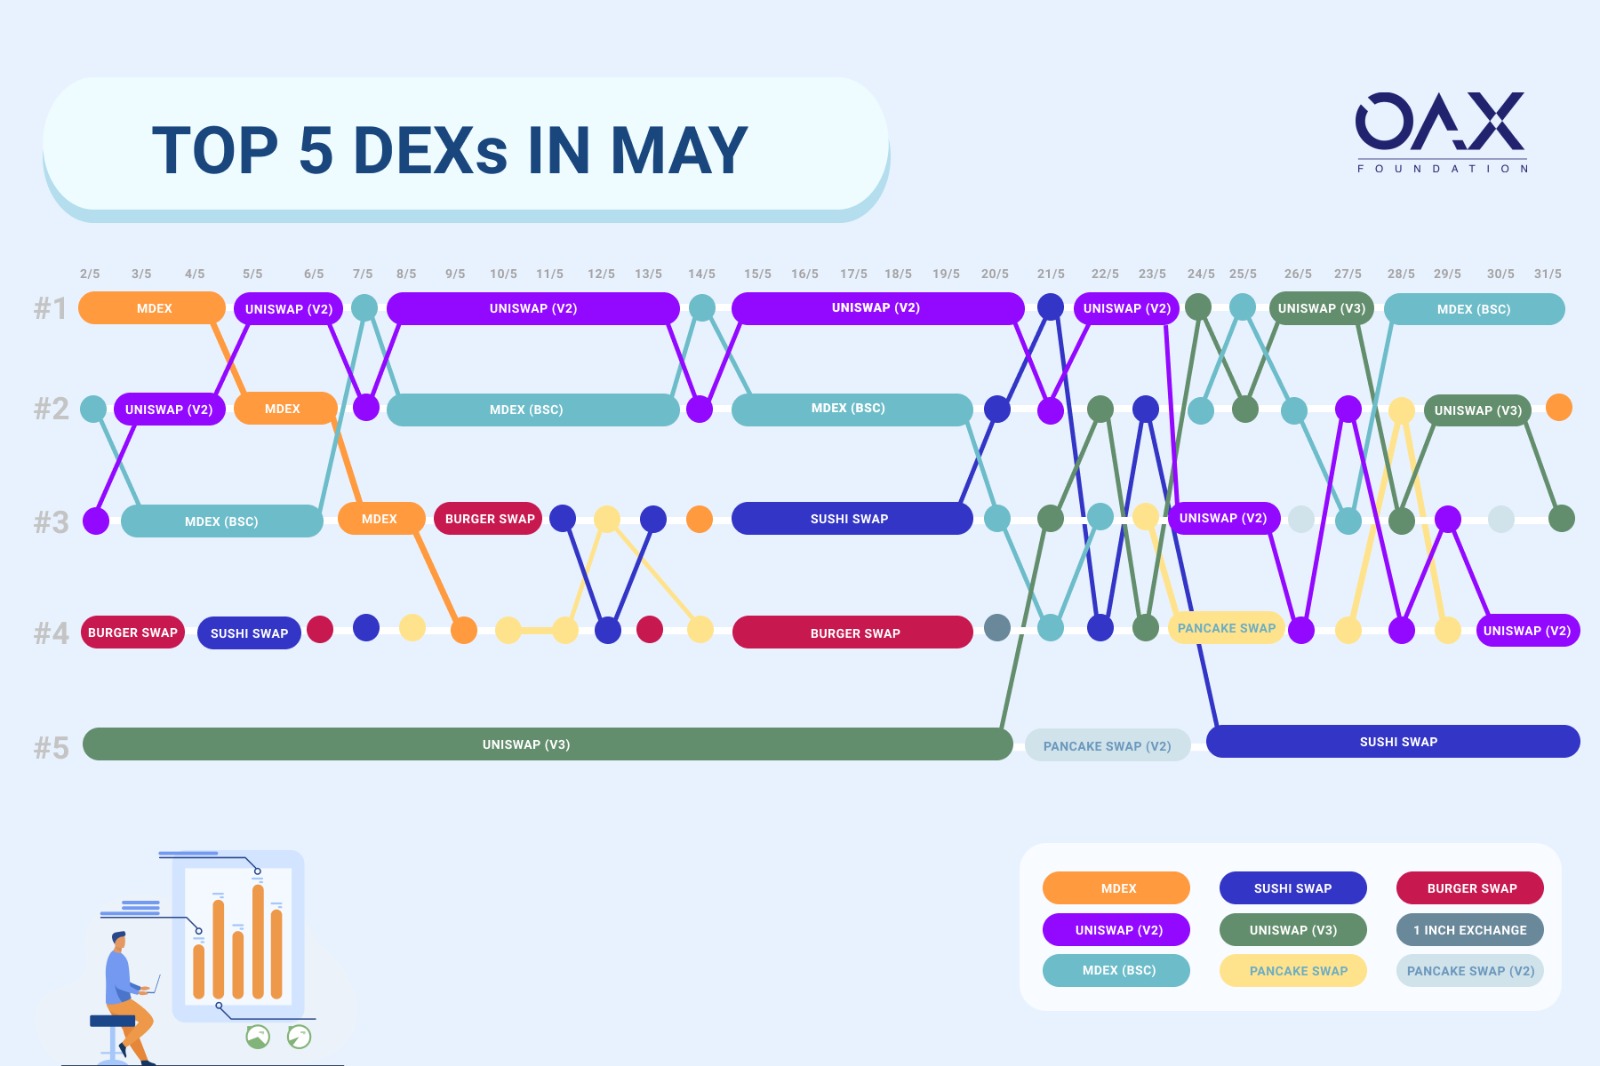 TOP 5 DEXs IN MAY
OAX
FOUNDATION
2/5 3/5 4/5 5/5 6/5 7/5 8/5 9/5 10/5 11/5 12/5 13/5 14/5 15/5 16/5 17/5 18/5 19/5 20/5 21/5 22/5 23/5 24/5 25/5 26/5 27/5 28/5 29/5 30/5 31/5
#1 MDEX UNISWAP (V2) UNISWAP (V2) UNISWAP (V2) UNISWAP (V2) UNISWAP (V3) MDEX (BSC)
#2 UNISWAP (V2) MDEX MDEX (BSC) MDEX (BSC) UNISWAP (V3)
#3 MDEX (BSC) MDEX BURGER SWAP SUSHI SWAP UNISWAP (V2)
#4 BURGER SWAP SUSHI SWAP BURGER SWAP PANCAKE SWAP UNISWAP (V2)
#5 UNISWAP (V3) PANCAKE SWAP (V2) SUSHI SWAP
MDEX SUSHI SWAP BURGER SWAP
UNISWAP (V2) UNISWAP (V3) 1 INCH EXCHANGE
MDEX (BSC) PANCAKE SWAP PANCAKE SWAP (V2)